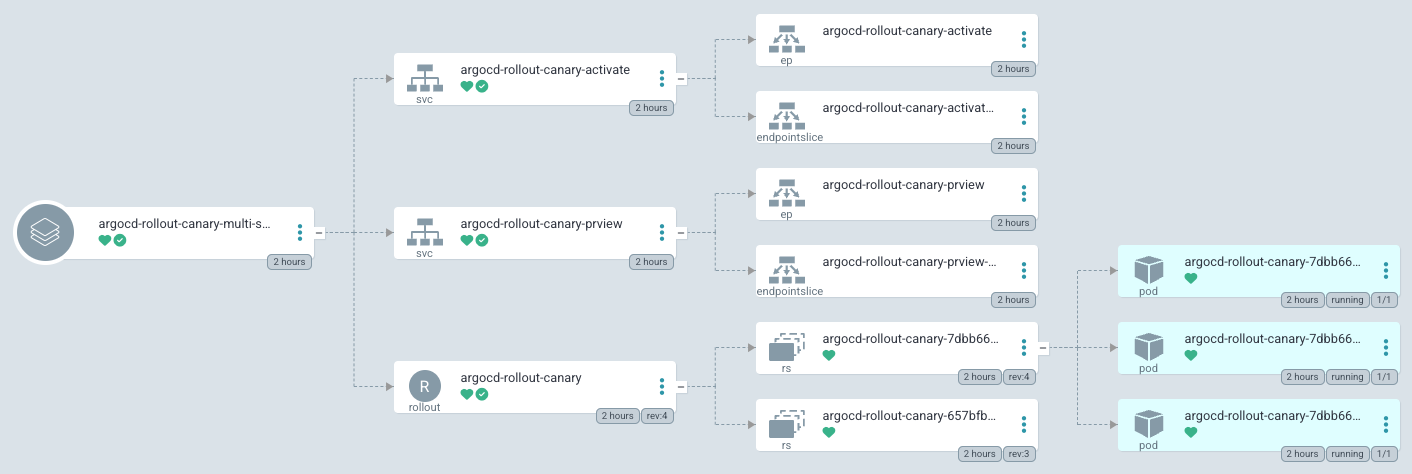 argocd-rollout-canary-multi-s...
2 hours
argocd-rollout-canary-activate
svc
2 hours
argocd-rollout-canary-prview
svc
2 hours
argocd-rollout-canary
R
rollout
2 hours rev:4
argocd-rollout-canary-activate
ep
2 hours
argocd-rollout-canary-activat...
endpointslice
2 hours
argocd-rollout-canary-prview
ep
2 hours
argocd-rollout-canary-prview-...
endpointslice
2 hours
argocd-rollout-canary-7dbb66...
rs
2 hours rev:4
argocd-rollout-canary-657bfb...
rs
2 hours rev:3
argocd-rollout-canary-7dbb66...
pod
2 hours running 1/1
argocd-rollout-canary-7dbb66...
pod
2 hours running 1/1
argocd-rollout-canary-7dbb66...
pod
2 hours running 1/1